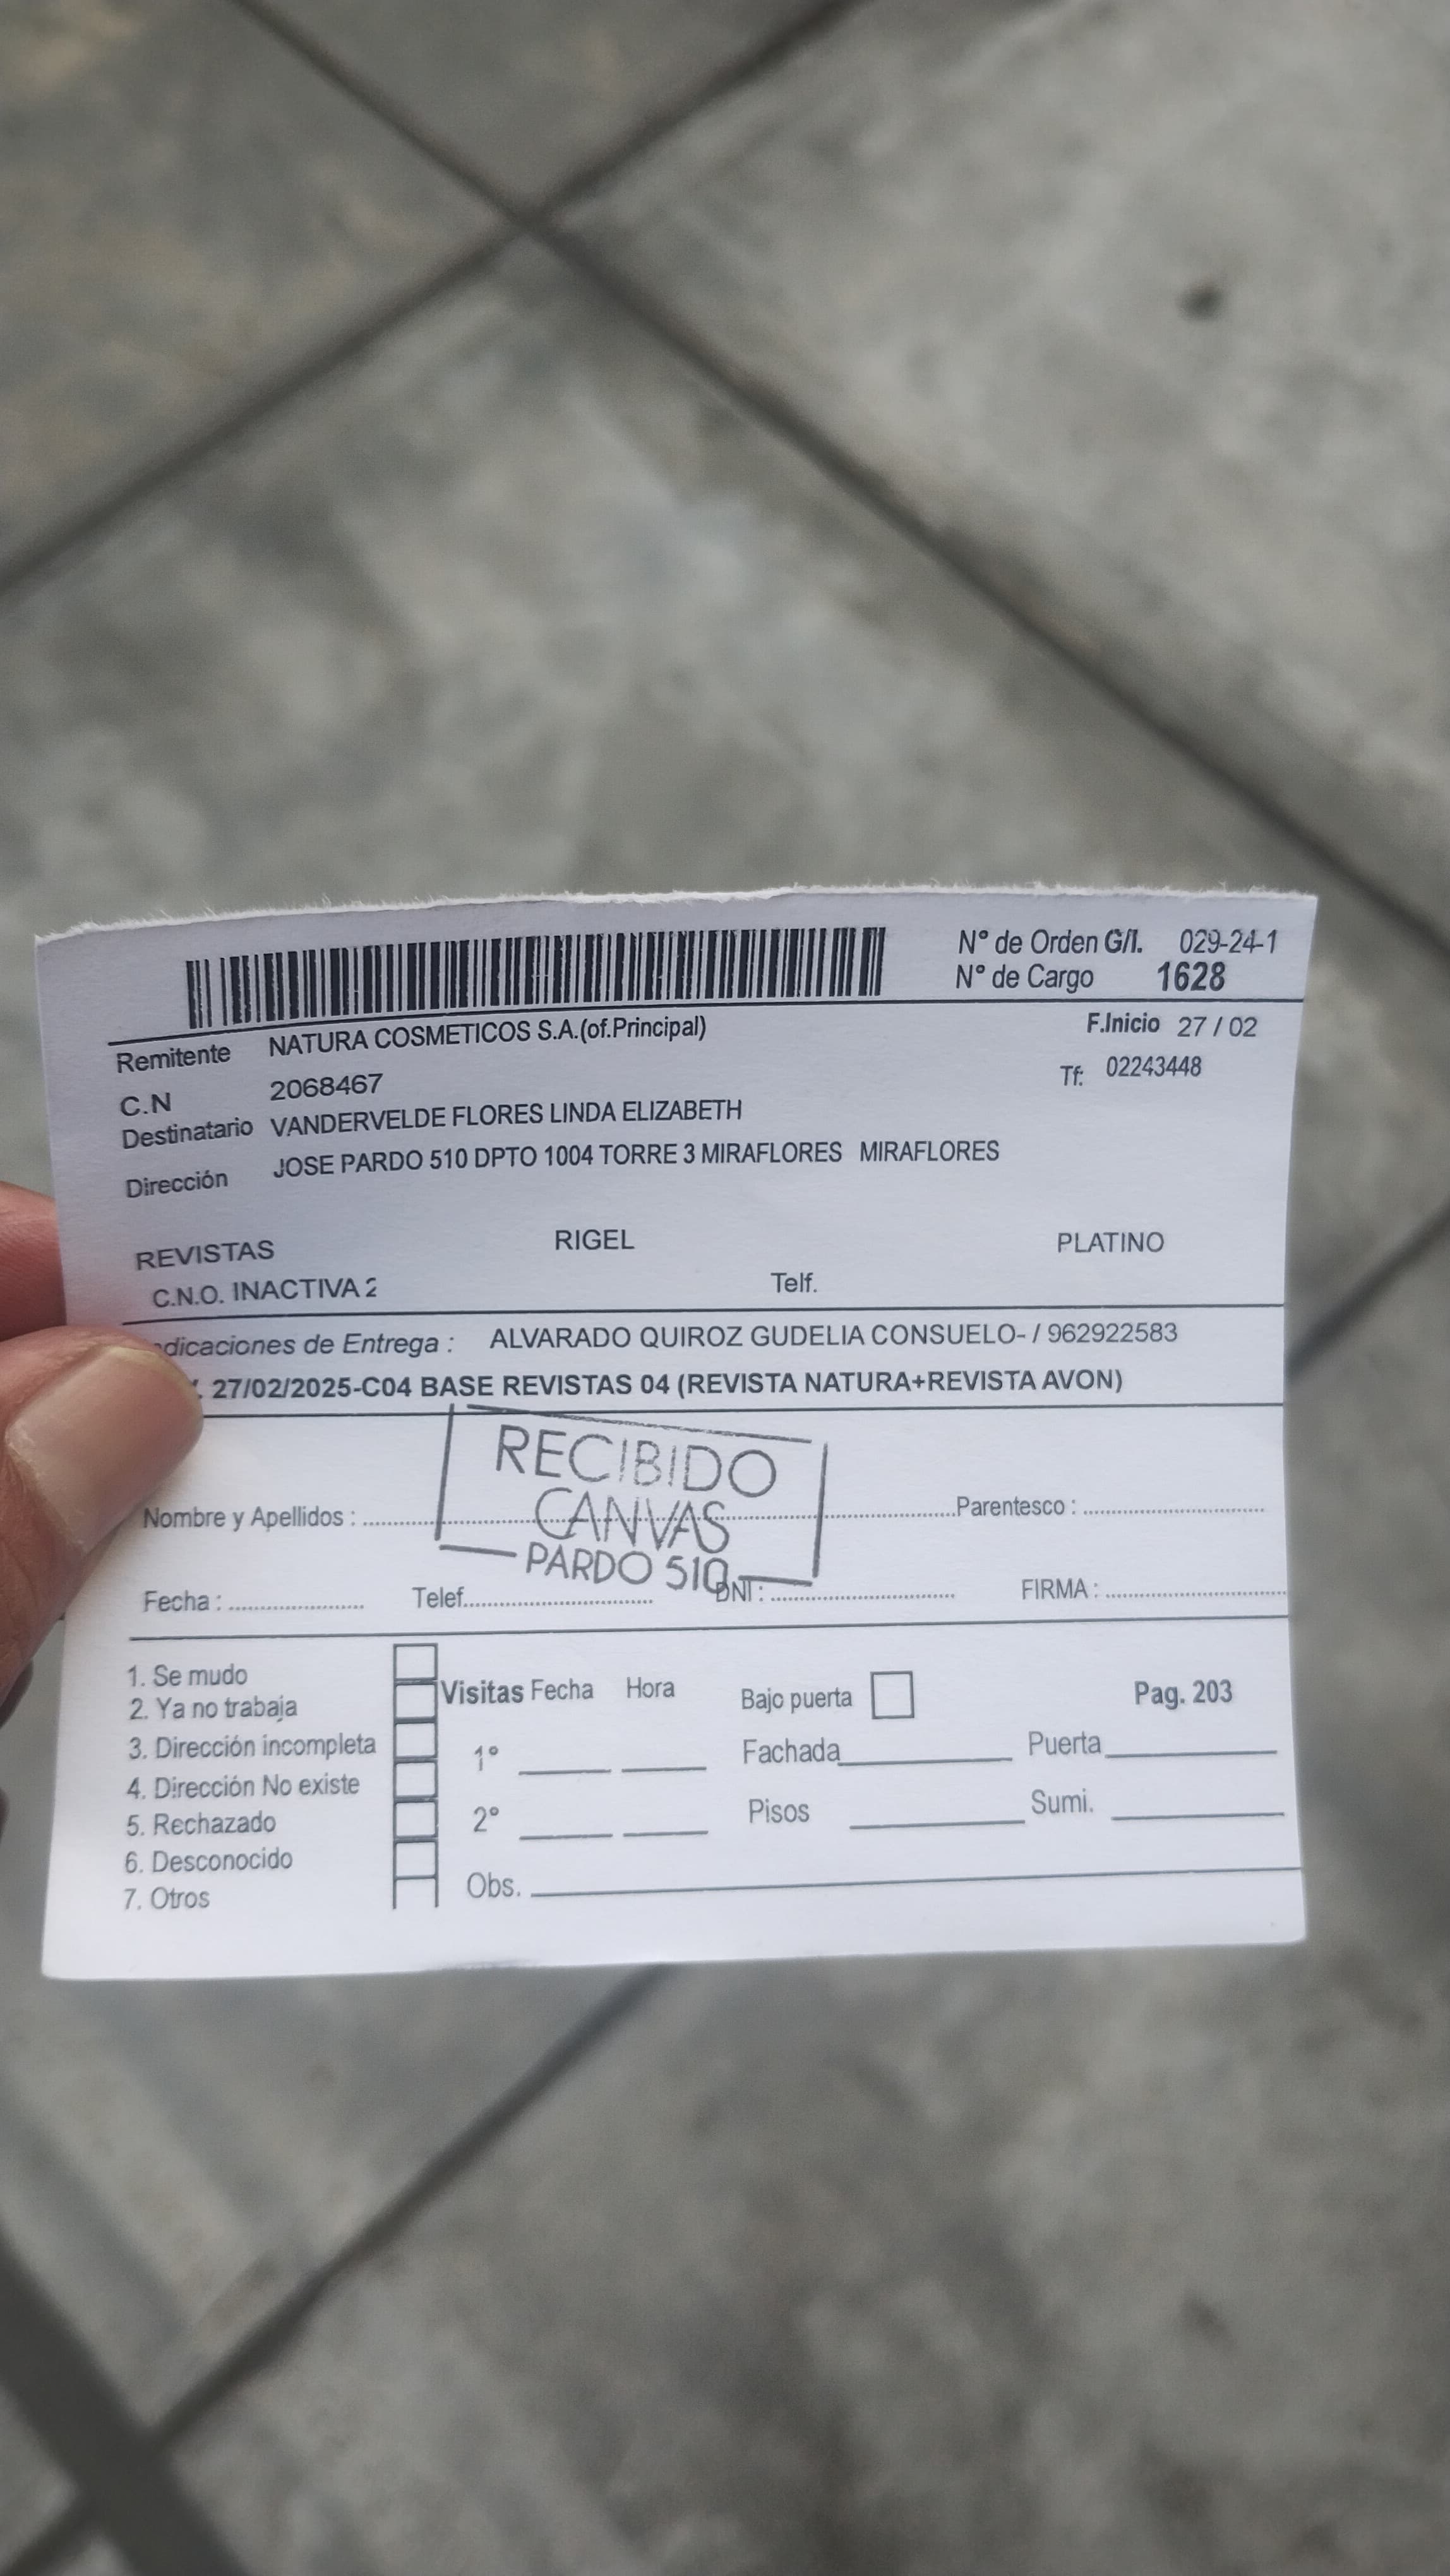 N° de Orden G/I. 029-24-1
N° de Cargo 1628
Remitente NATURA COSMETICOS S.A.(of.Principal) F.Inicio 27 / 02
C.N 2068467 Tf: 02243448
Destinatario VANDERVELDE FLORES LINDA ELIZABETH
Dirección JOSE PARDO 510 DPTO 1004 TORRE 3 MIRAFLORES MIRAFLORES
REVISTAS RIGEL PLATINO
C.N.O. INACTIVA 2 Telf.
dicaciones de Entrega : ALVARADO QUIROZ GUDELIA CONSUELO- / 962922583
27/02/2025-C04 BASE REVISTAS 04 (REVISTA NATURA+REVISTA AVON)
RECIBIDO
CANVAS
PARDO 510
Nombre y Apellidos : Parentesco :
Fecha : Telef. DNI : FIRMA :
1. Se mudo
2. Ya no trabaja
3. Dirección incompleta
4. Dirección No existe
5. Rechazado
6. Desconocido
7. Otros
Visitas Fecha Hora Bajo puerta Pag. 203
1° Fachada Puerta
2° Pisos Sumi.
Obs.